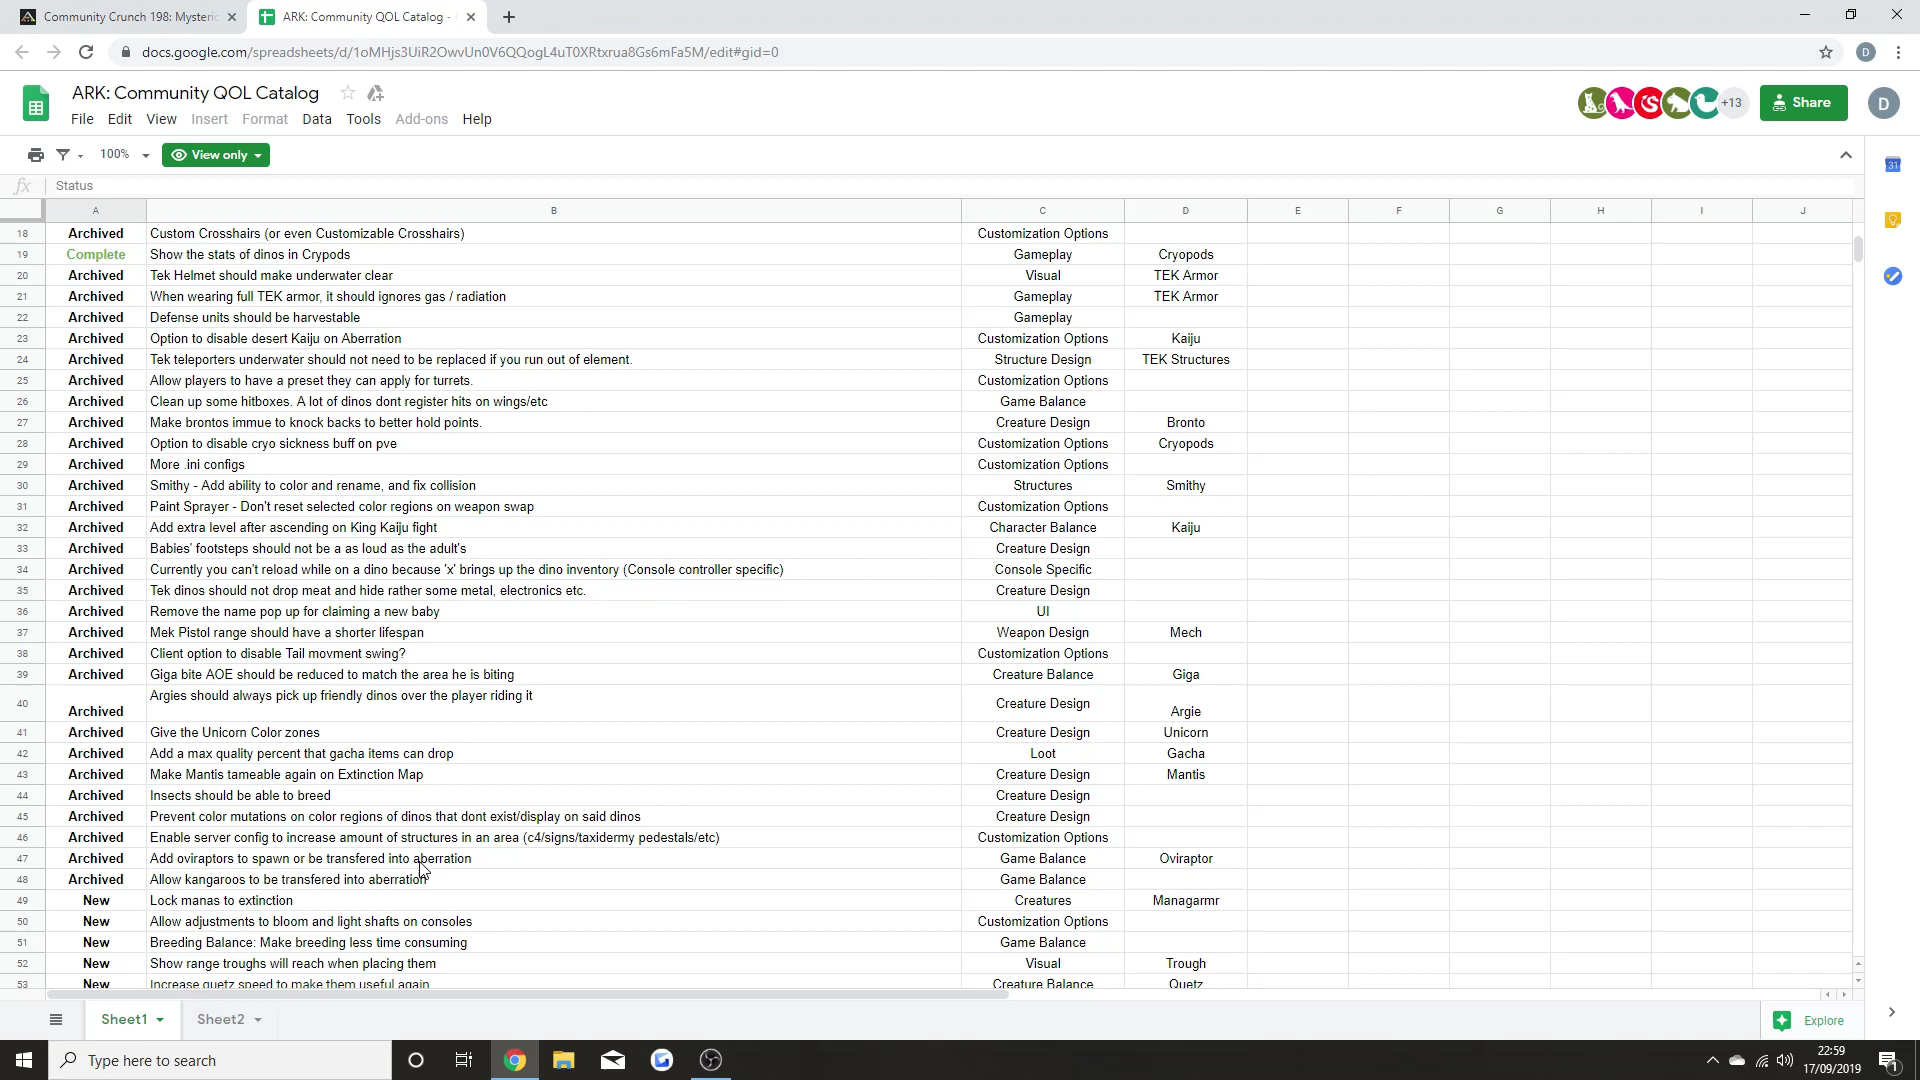 Community Crunch 198: Mysteri
ARK: Community QOL Catalog -
docs.google.com/spreadsheets/d/1oMHjs3UiR2OwvUn0V6QQogL4uT0XRtxrua8Gs6mFa5M/edit#gid=0
D
ARK: Community QOL Catalog
+13
Share
D
File Edit View Insert Format Data Tools Add-ons Help
100% View only
31
fx Status
A B C D E F G H I J
18 Archived Custom Crosshairs (or even Customizable Crosshairs) Customization Options
19 Complete Show the stats of dinos in Crypods Gameplay Cryopods
20 Archived Tek Helmet should make underwater clear Visual TEK Armor
21 Archived When wearing full TEK armor, it should ignores gas / radiation Gameplay TEK Armor
22 Archived Defense units should be harvestable Gameplay
23 Archived Option to disable desert Kaiju on Aberration Customization Options Kaiju
24 Archived Tek teleporters underwater should not need to be replaced if you run out of element. Structure Design TEK Structures
25 Archived Allow players to have a preset they can apply for turrets. Customization Options
26 Archived Clean up some hitboxes. A lot of dinos dont register hits on wings/etc Game Balance
27 Archived Make brontos immue to knock backs to better hold points. Creature Design Bronto
28 Archived Option to disable cryo sickness buff on pve Customization Options Cryopods
29 Archived More .ini configs Customization Options
30 Archived Smithy - Add ability to color and rename, and fix collision Structures Smithy
31 Archived Paint Sprayer - Don't reset selected color regions on weapon swap Customization Options
32 Archived Add extra level after ascending on King Kaiju fight Character Balance Kaiju
33 Archived Babies' footsteps should not be a as loud as the adult's Creature Design
34 Archived Currently you can't reload while on a dino because 'x' brings up the dino inventory (Console controller specific) Console Specific
35 Archived Tek dinos should not drop meat and hide rather some metal, electronics etc. Creature Design
36 Archived Remove the name pop up for claiming a new baby UI
37 Archived Mek Pistol range should have a shorter lifespan Weapon Design Mech
38 Archived Client option to disable Tail movment swing? Customization Options
39 Archived Giga bite AOE should be reduced to match the area he is biting Creature Balance Giga
40 Archived Argies should always pick up friendly dinos over the player riding it Creature Design Argie
41 Archived Give the Unicorn Color zones Creature Design Unicorn
42 Archived Add a max quality percent that gacha items can drop Loot Gacha
43 Archived Make Mantis tameable again on Extinction Map Creature Design Mantis
44 Archived Insects should be able to breed Creature Design
45 Archived Prevent color mutations on color regions of dinos that dont exist/display on said dinos Creature Design
46 Archived Enable server config to increase amount of structures in an area (c4/signs/taxidermy pedestals/etc) Customization Options
47 Archived Add oviraptors to spawn or be transfered into aberration Game Balance Oviraptor
48 Archived Allow kangaroos to be transfered into aberration Game Balance
49 New Lock manas to extinction Creatures Managarmr
50 New Allow adjustments to bloom and light shafts on consoles Customization Options
51 New Breeding Balance: Make breeding less time consuming Game Balance
52 New Show range troughs will reach when placing them Visual Trough
53 New Increase quetz speed to make them useful again Creature Balance Quetz
Sheet1 Sheet2 Explore
Type here to search
22:59
17/09/2019
1